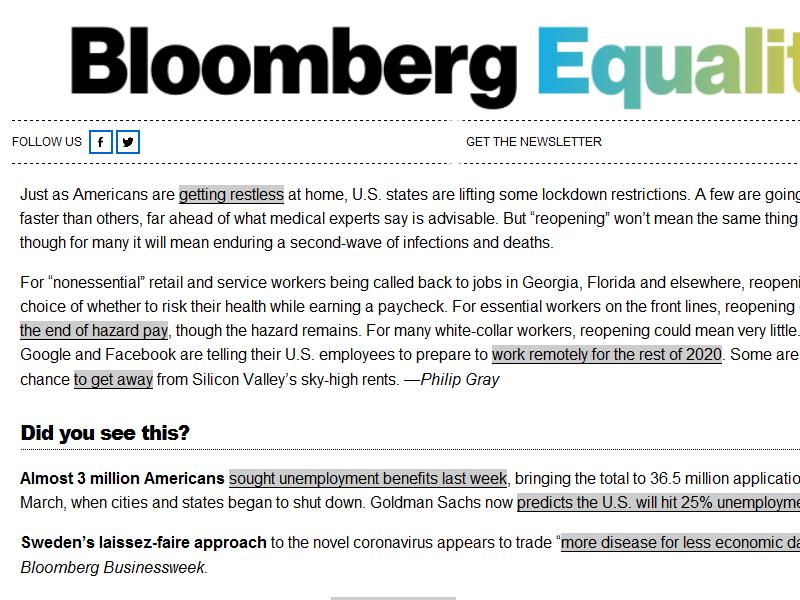 Bloomberg Equalit
FOLLOW US
GET THE NEWSLETTER
Just as Americans are getting restless at home, U.S. states are lifting some lockdown restrictions. A few are going
faster than others, far ahead of what medical experts say is advisable. But “reopening” won’t mean the same thing
though for many it will mean enduring a second-wave of infections and deaths.
For “nonessential” retail and service workers being called back to jobs in Georgia, Florida and elsewhere, reopeni
choice of whether to risk their health while earning a paycheck. For essential workers on the front lines, reopening
the end of hazard pay, though the hazard remains. For many white-collar workers, reopening could mean very little.
Google and Facebook are telling their U.S. employees to prepare to work remotely for the rest of 2020. Some are
chance to get away from Silicon Valley’s sky-high rents. —Philip Gray
Did you see this?
Almost 3 million Americans sought unemployment benefits last week, bringing the total to 36.5 million applicatio
March, when cities and states began to shut down. Goldman Sachs now predicts the U.S. will hit 25% unemployme
Sweden’s laissez-faire approach to the novel coronavirus appears to trade “more disease for less economic da
Bloomberg Businessweek.